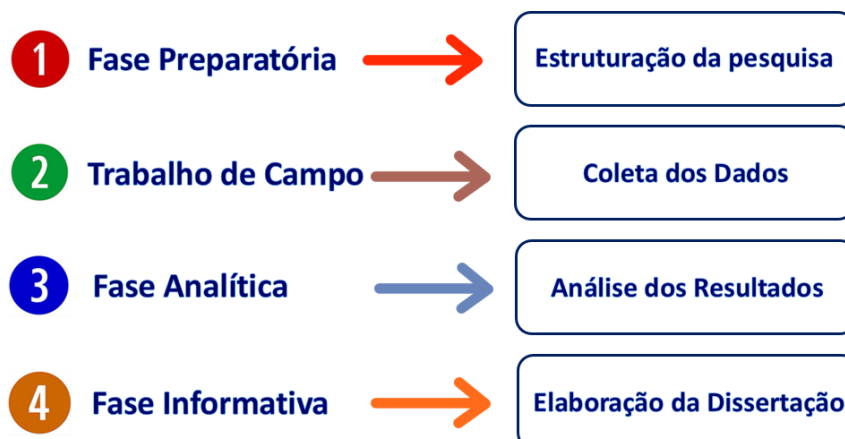 1 Fase Preparatória Estruturação da pesquisa
2 Trabalho de Campo Coleta dos Dados
3 Fase Analítica Análise dos Resultados
4 Fase Informativa Elaboração da Dissertação